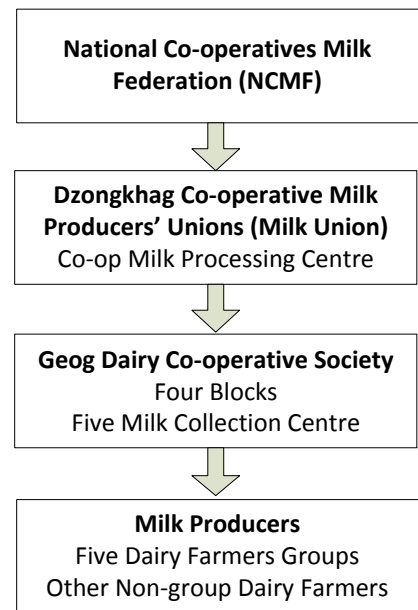 National Co-operatives Milk
Federation (NCMF)
Dzongkhag Co-operative Milk
Producers' Unions (Milk Union)
Co-op Milk Processing Centre
Geog Dairy Co-operative Society
Four Blocks
Five Milk Collection Centre
Milk Producers
Five Dairy Farmers Groups
Other Non-group Dairy Farmers